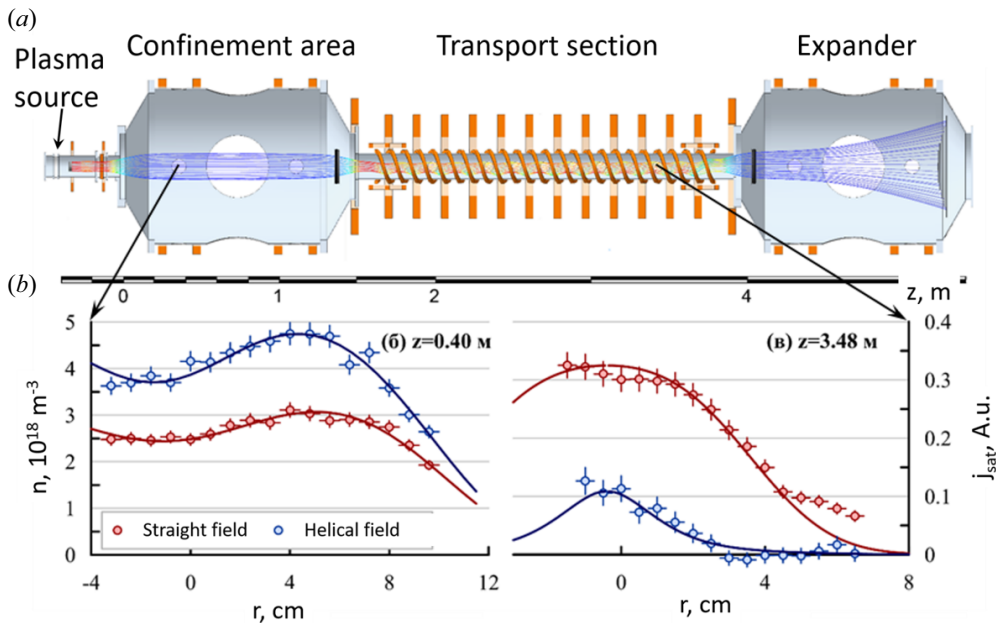 (a)
Plasma source
Confinement area
Transport section
Expander
(b)
0 1 2 4 z, m
5
4
3
2
1
0
n, 10¹⁸ m⁻³
(б) z=0.40 м
Straight field
Helical field
-4 0 4 8 12
r, cm
(в) z=3.48 м
0.4
0.3
0.2
0.1
0
jsat, A.u.
0 4 8
r, cm